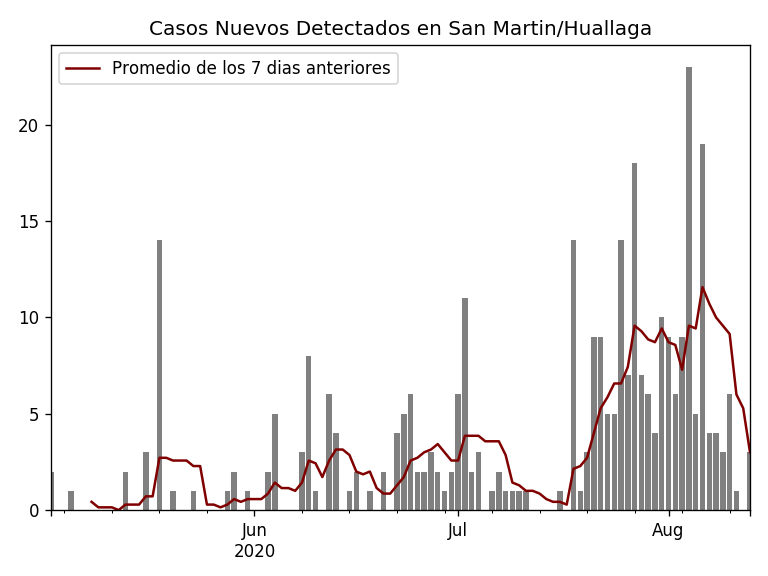 Casos Nuevos Detectados en San Martin/Huallaga
Promedio de los 7 dias anteriores
20
15
10
5
0
Jun
2020
Jul
Aug